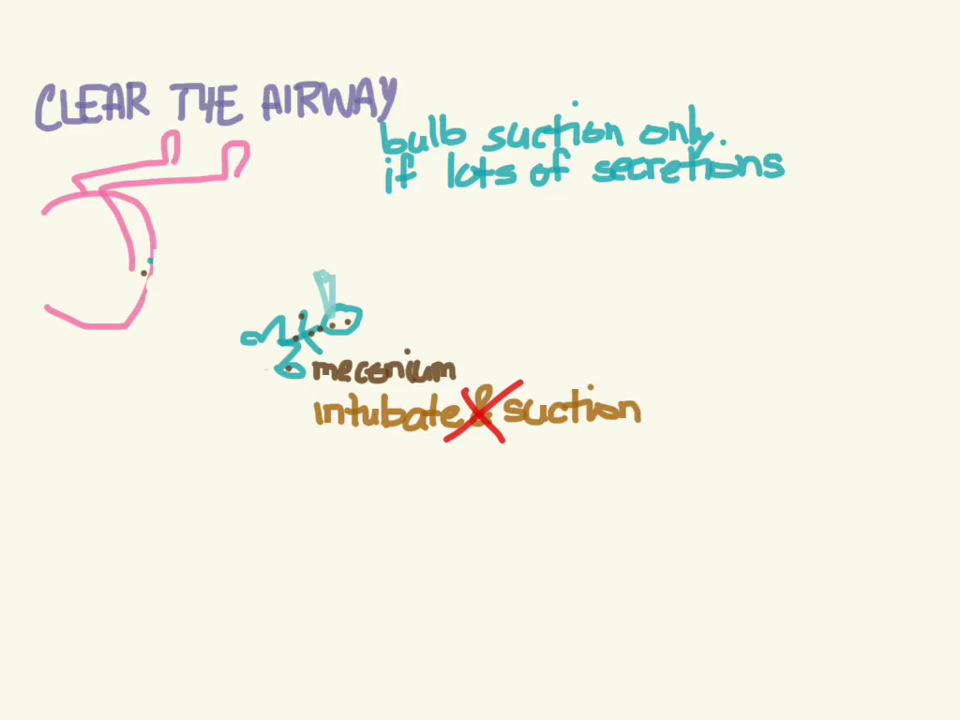 CLEAR THE AIRWAY
bulb suction only.
if lots of secretions
meconium
intubate & suction